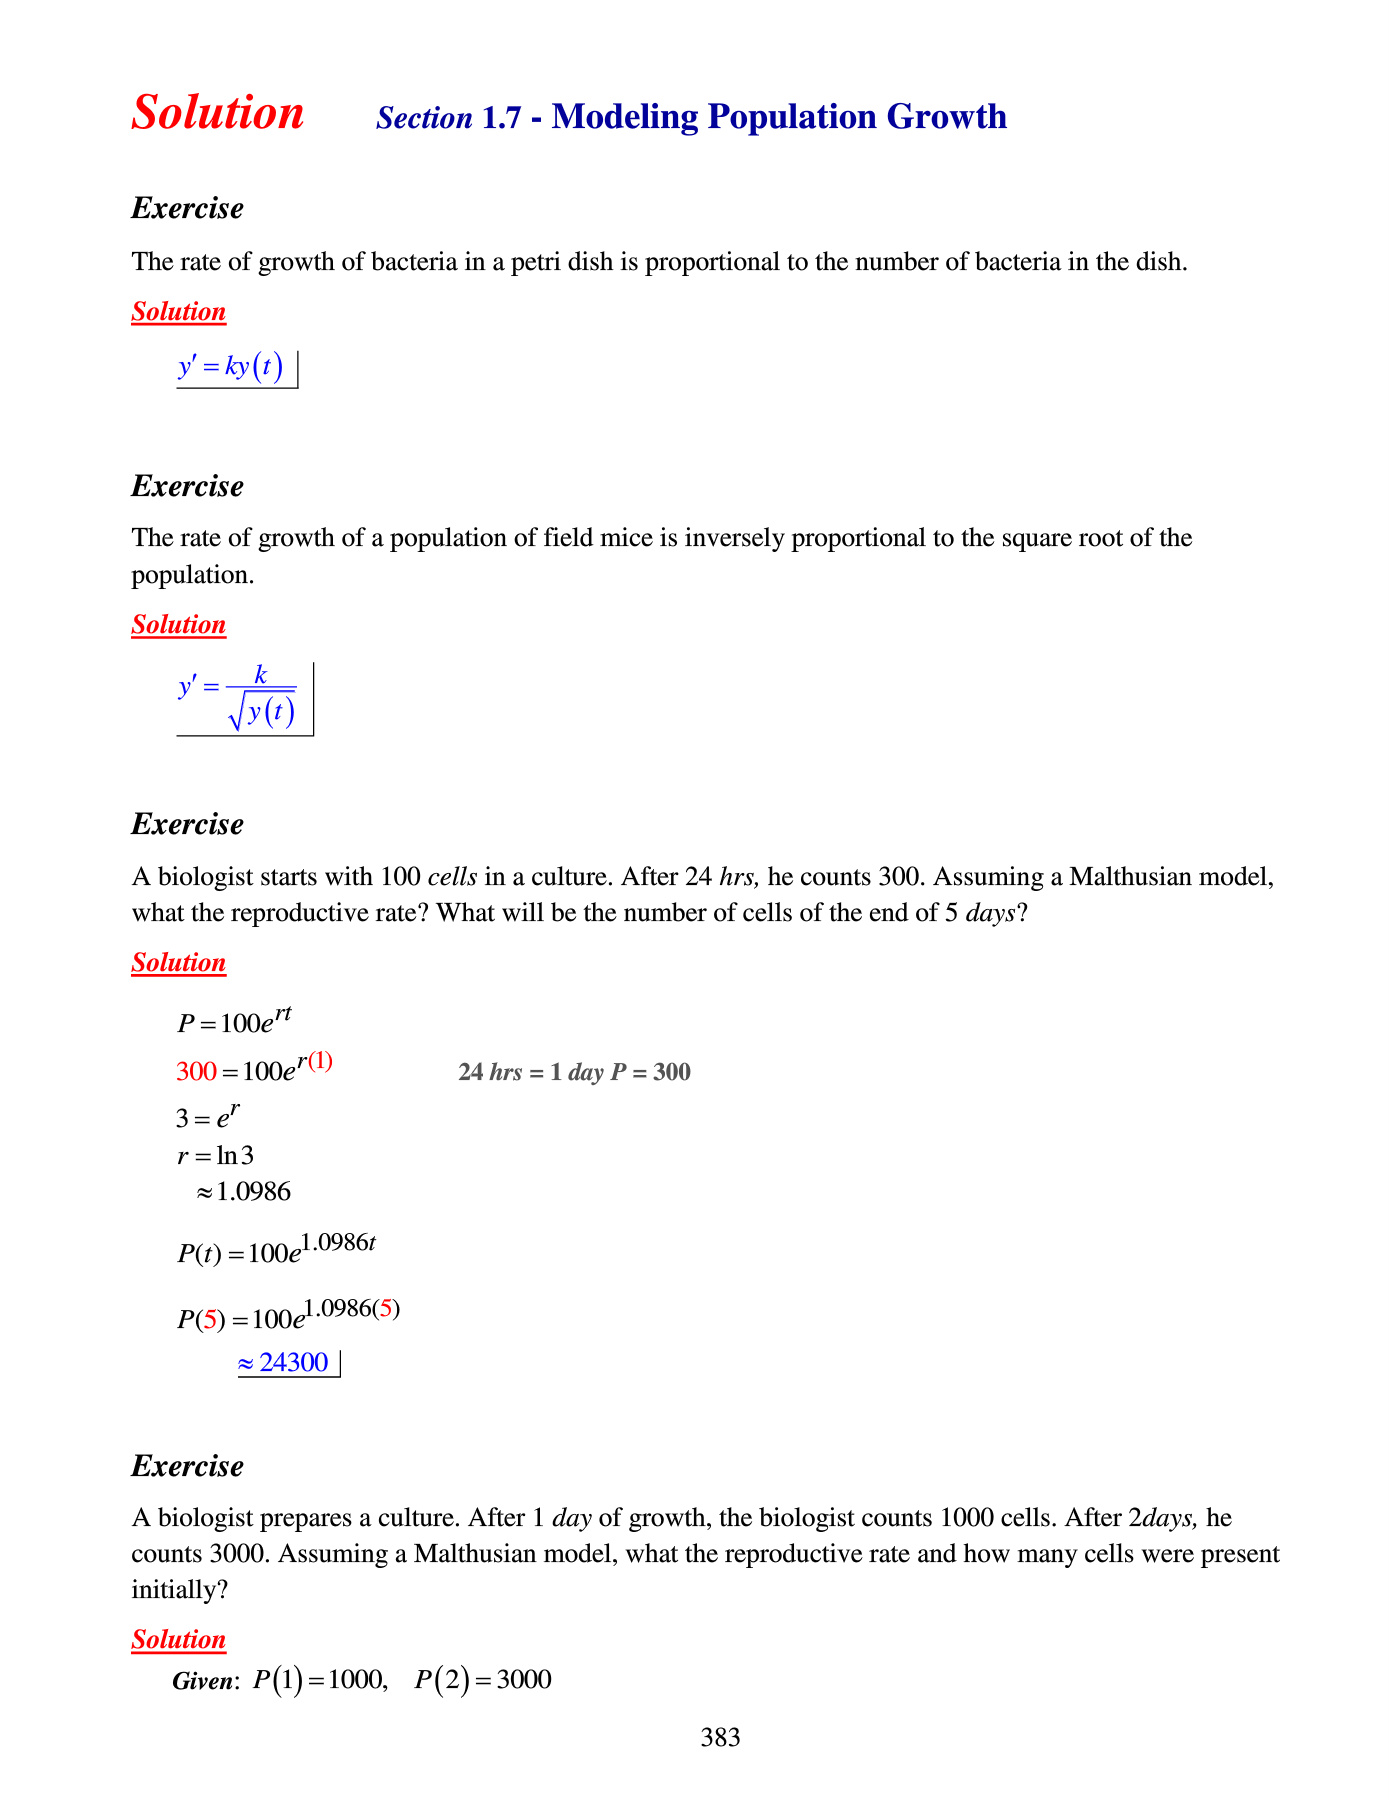 Solution Section 1.7 - Modeling Population Growth
Exercise
The rate of growth of bacteria in a petri dish is proportional to the number of bacteria in the dish.
Solution
y′ = ky(t)
Exercise
The rate of growth of a population of field mice is inversely proportional to the square root of the
population.
Solution
y′ = k / √y(t)
Exercise
A biologist starts with 100 cells in a culture. After 24 hrs, he counts 300. Assuming a Malthusian model,
what the reproductive rate? What will be the number of cells of the end of 5 days?
Solution
P = 100e^{rt}
300 = 100e^{r(1)} 24 hrs = 1 day P = 300
3 = e^{r}
r = ln3
≈ 1.0986
P(t) = 100e^{1.0986t}
P(5) = 100e^{1.0986(5)}
≈ 24300
Exercise
A biologist prepares a culture. After 1 day of growth, the biologist counts 1000 cells. After 2days, he
counts 3000. Assuming a Malthusian model, what the reproductive rate and how many cells were present
initially?
Solution
Given: P(1) = 1000, P(2) = 3000
383